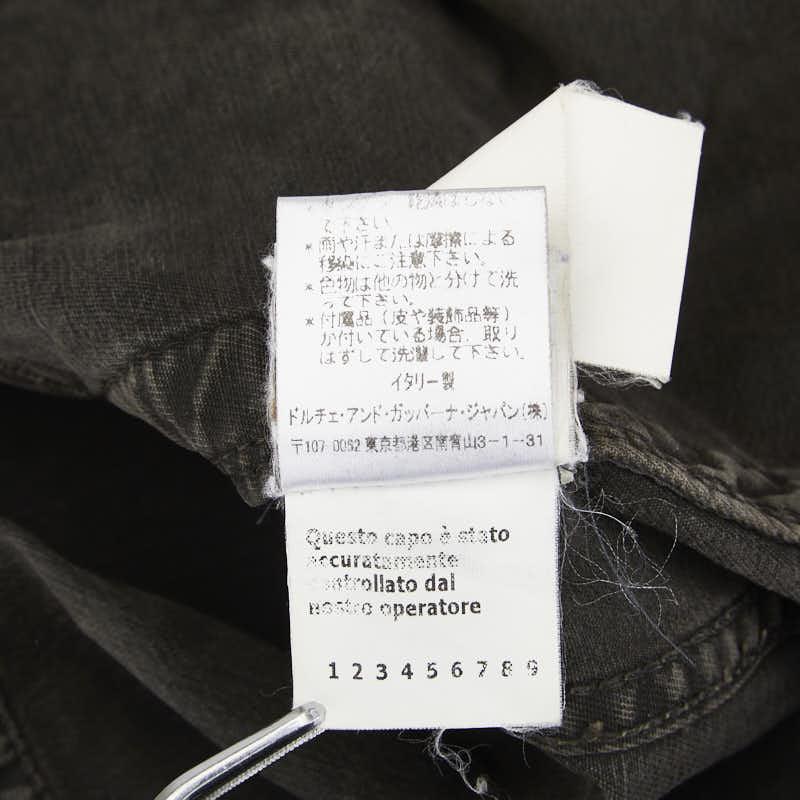 はしない
て下さい。
*雨や汗または摩擦による
移染にご注意下さい。
*色物は他の物と分けて洗
って下さい。
*付属品(皮や装飾品等)
が付いている場合、取り
はずして洗濯して下さい。
イタリー製
ドルチェ・アンド・ガッバーナ・ジャパン(株)
〒107-0062 東京都港区南青山3-1-31
Questo capo è stato
accuratamente
controllato dal
nostro operatore
1 2 3 4 5 6 7 8 9